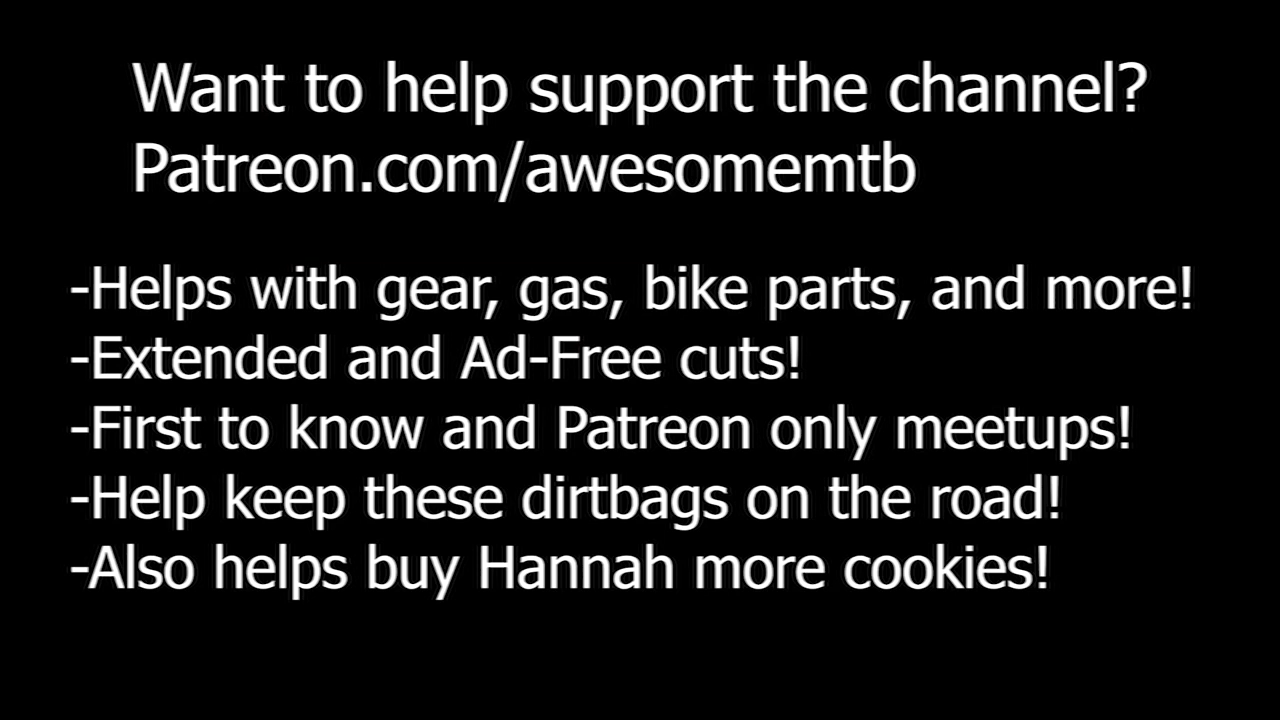 Want to help support the channel?
Patreon.com/awesomemtb
-Helps with gear, gas, bike parts, and more!
-Extended and Ad-Free cuts!
-First to know and Patreon only meetups!
-Help keep these dirtbags on the road!
-Also helps buy Hannah more cookies!